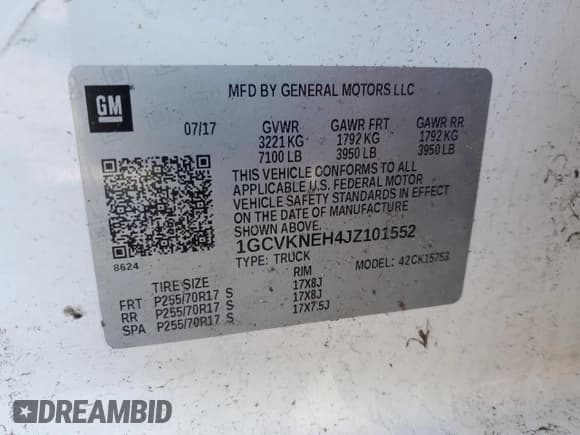 GM
MFD BY GENERAL MOTORS LLC
07/17 GVWR GAWR FRT GAWR RR
3221 KG 1792 KG 1792 KG
7100 LB 3950 LB 3950 LB
THIS VEHICLE CONFORMS TO ALL
APPLICABLE U.S. FEDERAL MOTOR
VEHICLE SAFETY STANDARDS IN EFFECT
ON THE DATE OF MANUFACTURE
SHOWN ABOVE.
1GCVKNEH4JZ101552
8624
TYPE: TRUCK MODEL: 42CK15753
TIRE SIZE RIM
FRT P255/70R17 S 17X8J
RR P255/70R17 S 17X8J
SPA P255/70R17 S 17X7.5J
DREAMBID